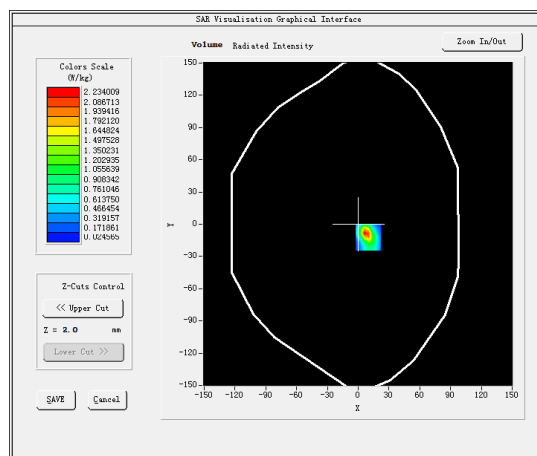 SAR Visualisation Graphical Interface
Volume Radiated Intensity
Zoom In/Out
Colors Scale
(W/kg)
2.234009
2.086713
1.939416
1.792120
1.644824
1.497528
1.350231
1.202935
1.055639
0.908342
0.761046
0.613750
0.466454
0.319157
0.171861
0.024565
Z-Cuts Control
<< Upper Cut
Z = 2.0 mm
Lower Cut >>
SAVE Cancel
150
120
90
60
30
0
-30
-60
-90
-120
-150
Y
-150 -120 -90 -60 -30 0 30 60 90 120 150
X